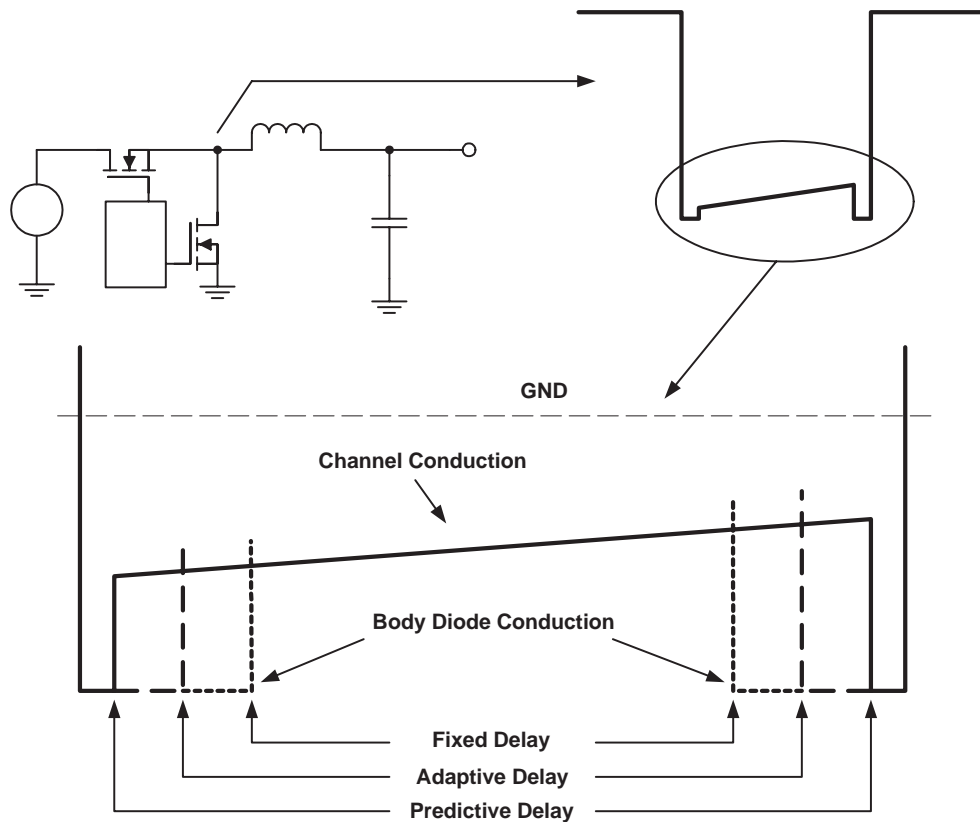 GND
Channel Conduction
Body Diode Conduction
Fixed Delay
Adaptive Delay
Predictive Delay